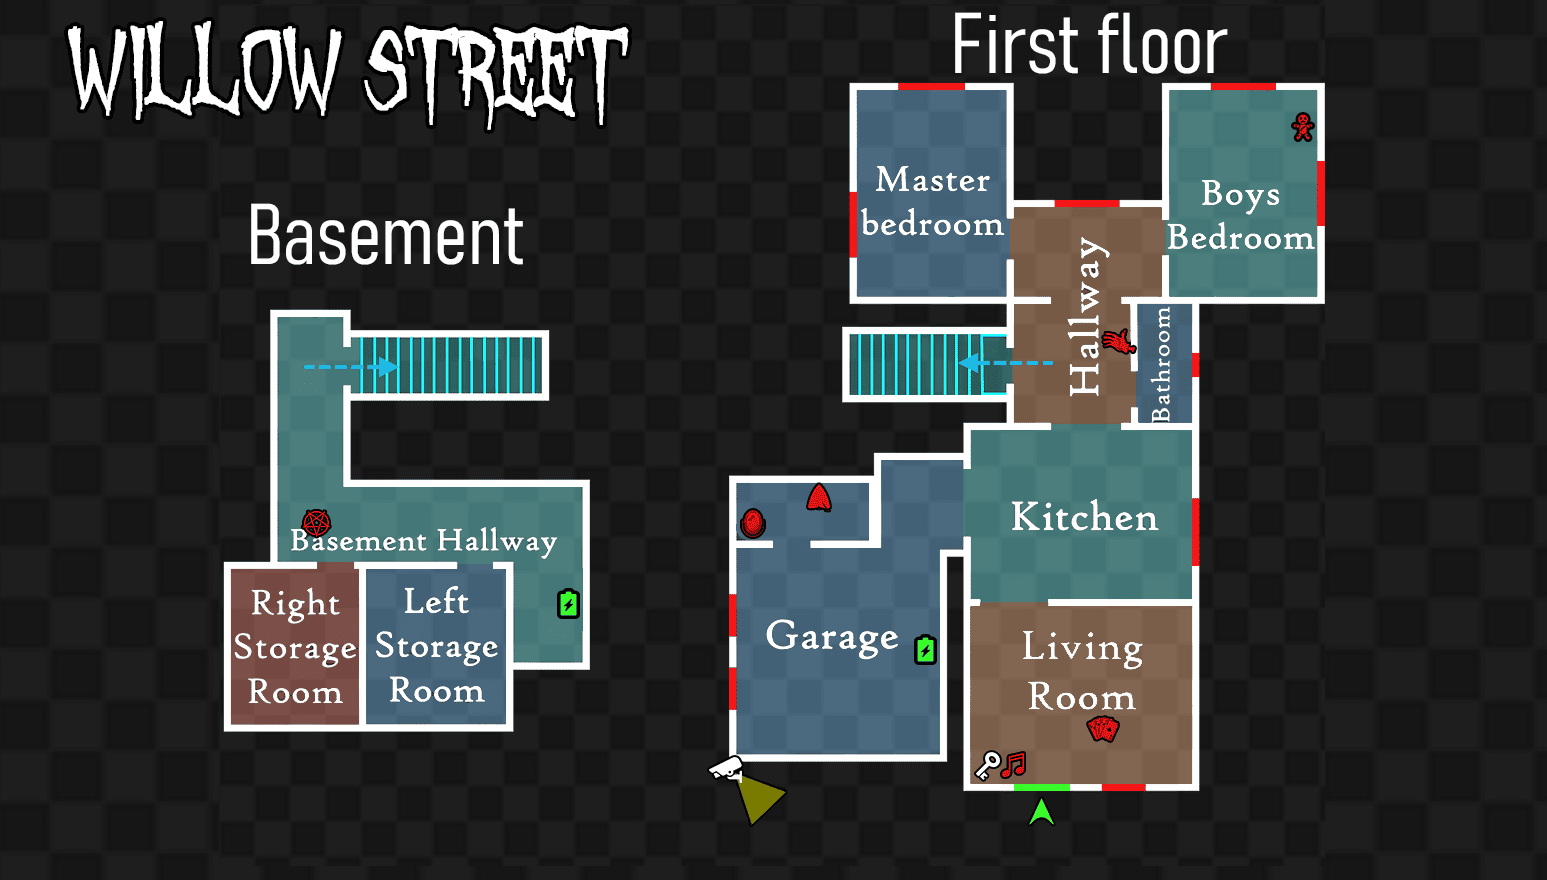 WILLOW STREET
First floor
Basement
Master
bedroom
Boys
Bedroom
Hallway
Bathroom
Kitchen
Garage
Living
Room
Basement Hallway
Right
Storage
Room
Left
Storage
Room